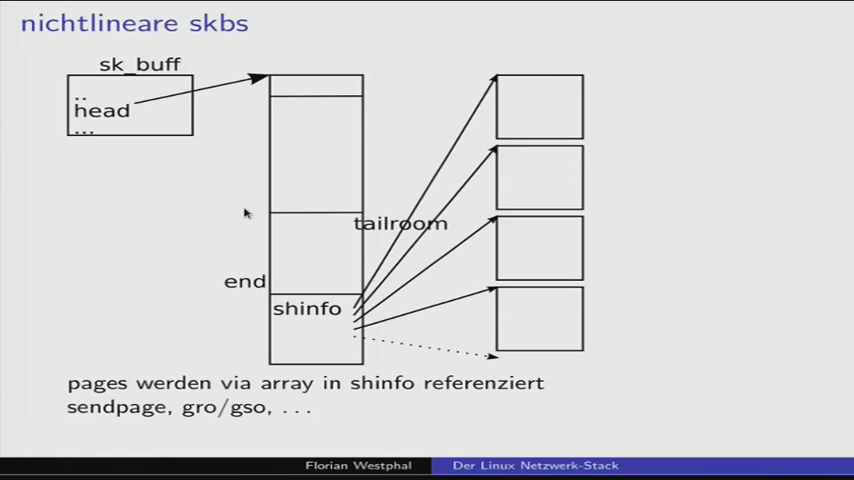 nichtlineare skbs
sk_buff
..
head
...
tailroom
end
shinfo
pages werden via array in shinfo referenziert
sendpage, gro/gso, ...
Florian Westphal
Der Linux Netzwerk-Stack